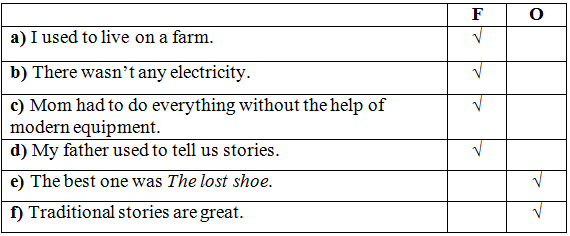 F O
a) I used to live on a farm. √
b) There wasn't any electricity. √
c) Mom had to do everything without the help of √
modern equipment.
d) My father used to tell us stories. √
e) The best one was The lost shoe. √
f) Traditional stories are great. √